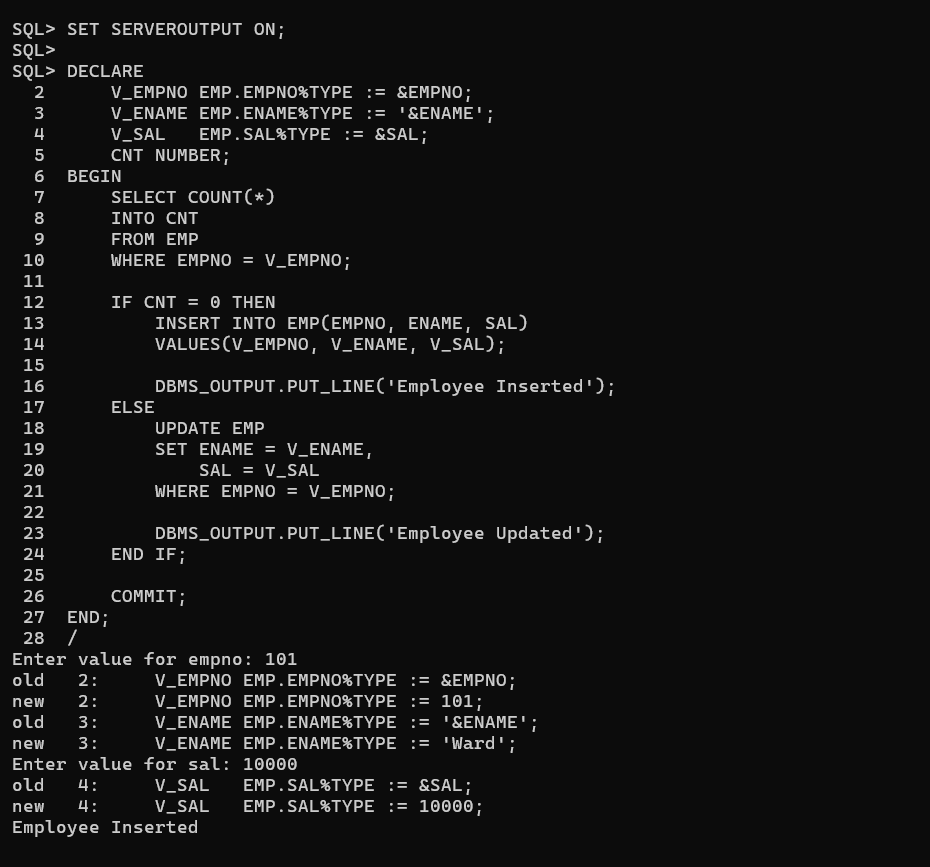 SQL> SET SERVEROUTPUT ON;
SQL>
SQL> DECLARE
  2      V_EMPNO EMP.EMPNO%TYPE := &EMPNO;
  3      V_ENAME EMP.ENAME%TYPE := '&ENAME';
  4      V_SAL   EMP.SAL%TYPE := &SAL;
  5      CNT NUMBER;
  6  BEGIN
  7      SELECT COUNT(*)
  8      INTO CNT
  9      FROM EMP
 10      WHERE EMPNO = V_EMPNO;
 11
 12      IF CNT = 0 THEN
 13          INSERT INTO EMP(EMPNO, ENAME, SAL)
 14          VALUES(V_EMPNO, V_ENAME, V_SAL);
 15
 16          DBMS_OUTPUT.PUT_LINE('Employee Inserted');
 17      ELSE
 18          UPDATE EMP
 19          SET ENAME = V_ENAME,
 20              SAL = V_SAL
 21          WHERE EMPNO = V_EMPNO;
 22
 23          DBMS_OUTPUT.PUT_LINE('Employee Updated');
 24      END IF;
 25
 26      COMMIT;
 27  END;
 28  /
Enter value for empno: 101
old   2:     V_EMPNO EMP.EMPNO%TYPE := &EMPNO;
new   2:     V_EMPNO EMP.EMPNO%TYPE := 101;
old   3:     V_ENAME EMP.ENAME%TYPE := '&ENAME';
new   3:     V_ENAME EMP.ENAME%TYPE := 'Ward';
Enter value for sal: 10000
old   4:     V_SAL   EMP.SAL%TYPE := &SAL;
new   4:     V_SAL   EMP.SAL%TYPE := 10000;
Employee Inserted